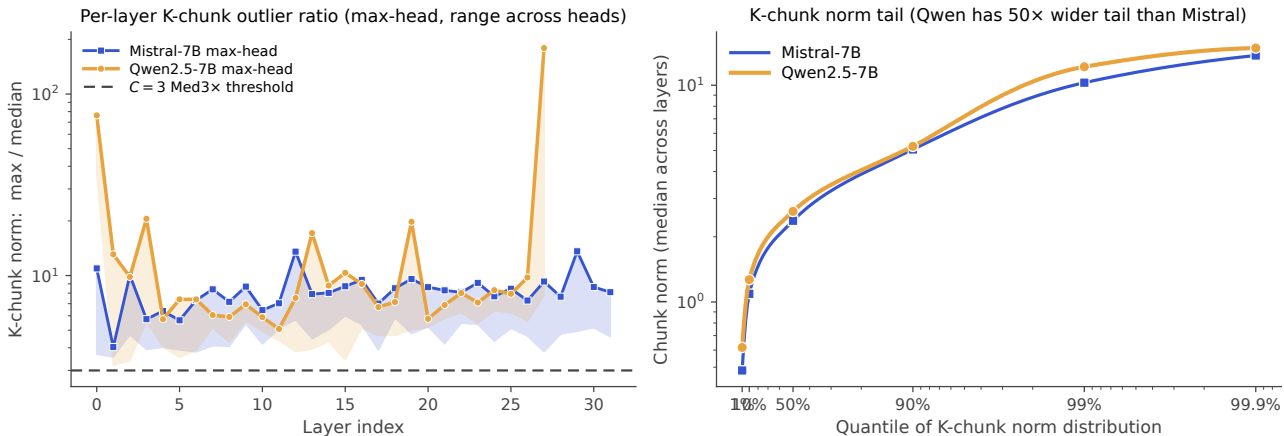 Per-layer K-chunk outlier ratio (max-head, range across heads)
K-chunk norm: max / median
10²
10¹
Mistral-7B max-head
Qwen2.5-7B max-head
C = 3 Med3× threshold
0 5 10 15 20 25 30
Layer index
K-chunk norm tail (Qwen has 50× wider tail than Mistral)
Chunk norm (median across layers)
10¹
10⁰
Mistral-7B
Qwen2.5-7B
1% 10% 50% 90% 99% 99.9%
Quantile of K-chunk norm distribution